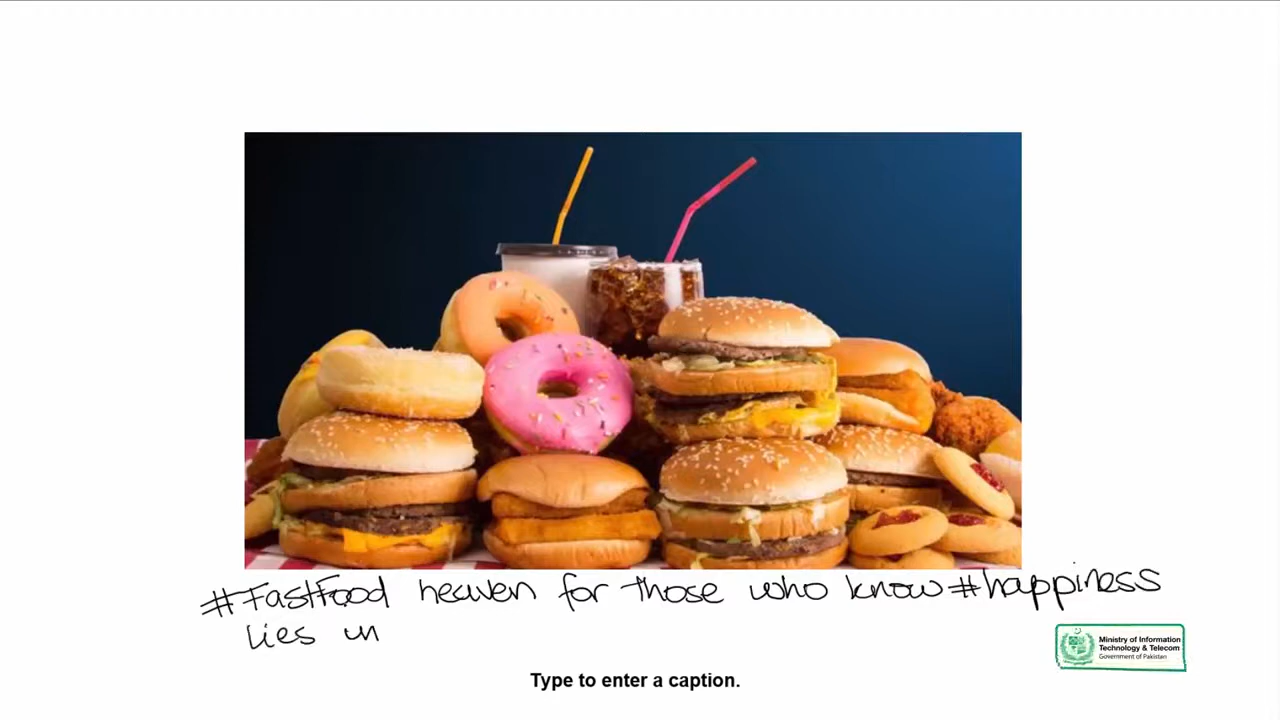 #FastFood heaven for those who know #happiness
lies in
Ministry of Information
Technology & Telecom
Government of Pakistan
Type to enter a caption.